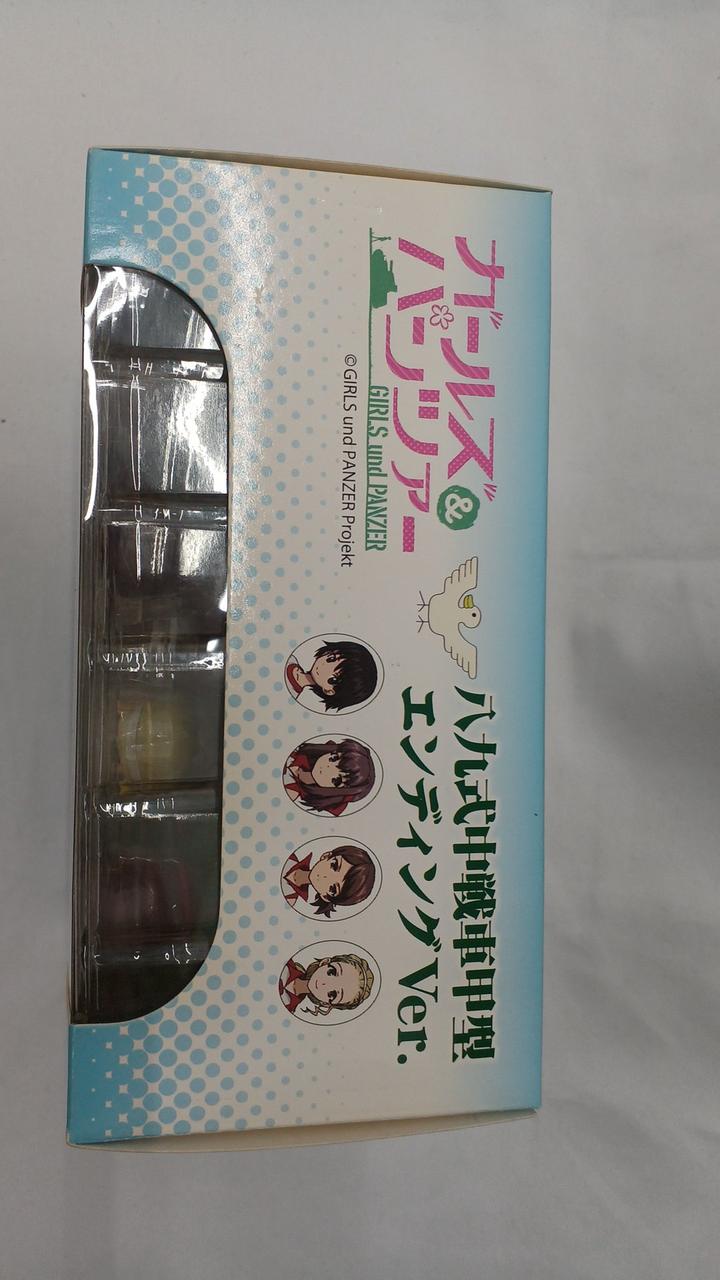 ガールズ&
パンツァー
GIRLS und PANZER
©GIRLS und PANZER Projekt
八九式中戦車甲型
エンディングVer.